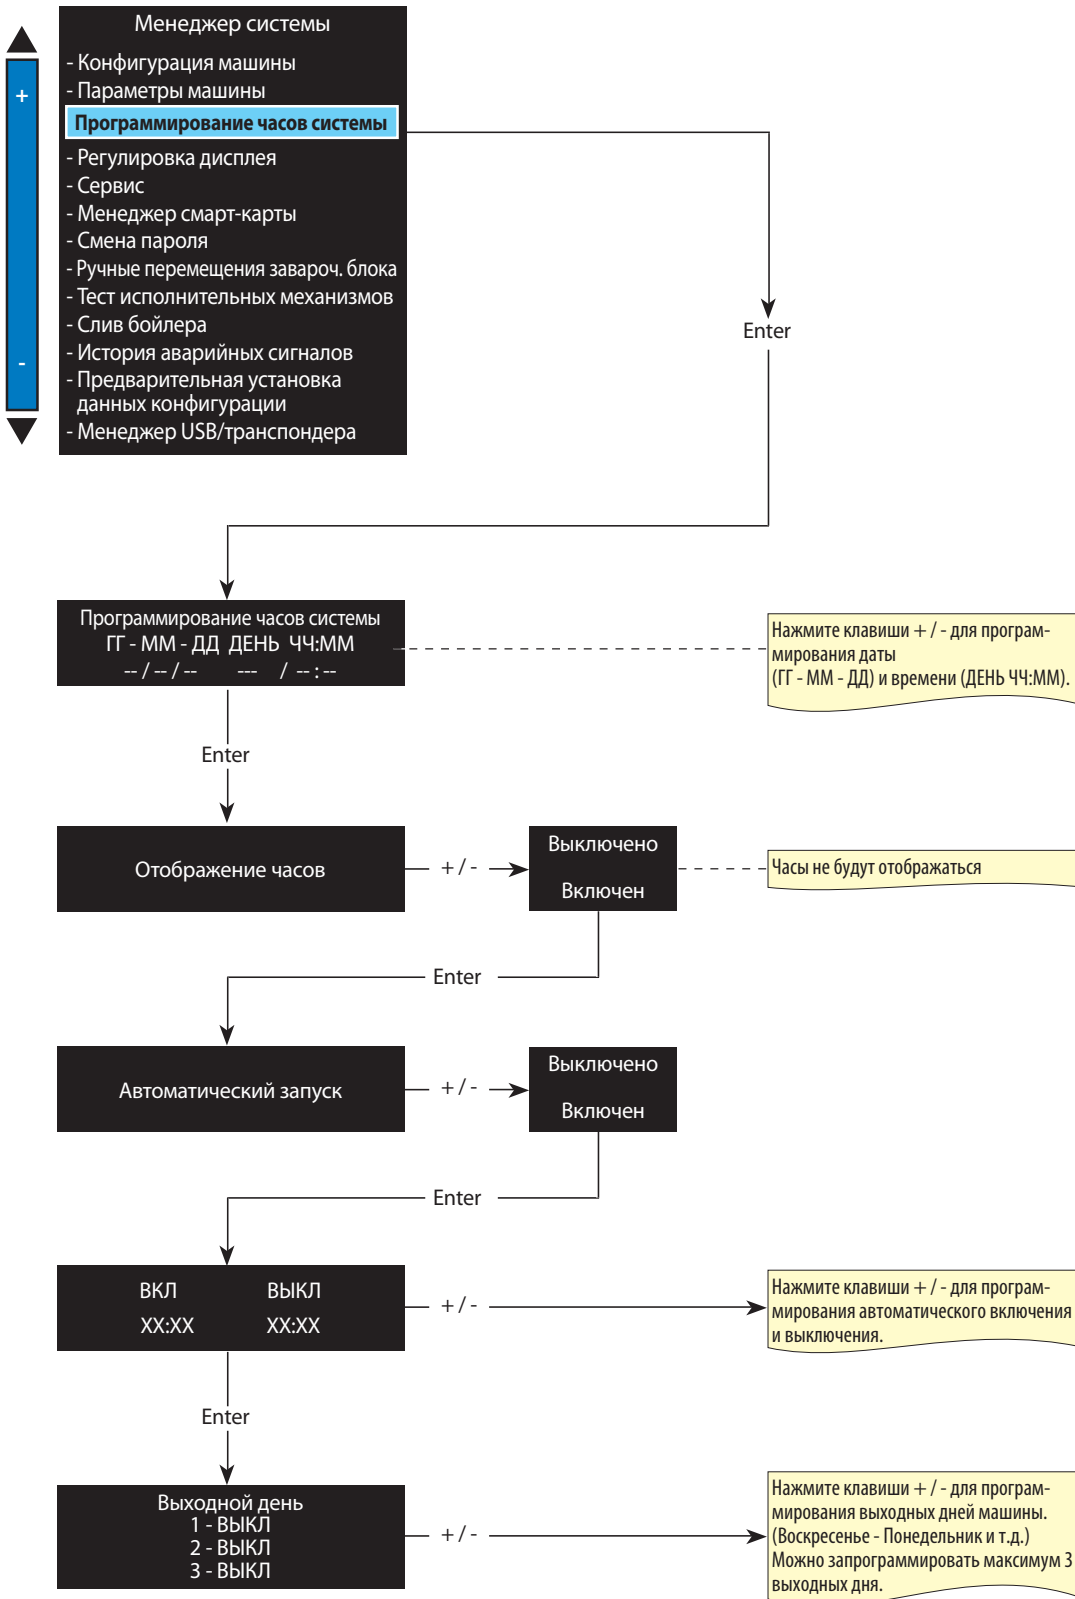 Менеджер системы
- Конфигурация машины
+
- Параметры машины
Программирование часов системы
- Регулировка дисплея
- Сервис
- Менеджер смарт-карты
- Смена пароля
- Ручные перемещения завароч. блока
- Тест исполнительных механизмов
- Слив бойлера
- История аварийных сигналов
-
- Предварительная установка
данных конфигурации
- Менеджер USB/транспондера
Enter
Программирование часов системы
ГГ - ММ - ДД ДЕНЬ ЧЧ:ММ
-- / -- / -- --- / -- : --
Нажмите клавиши + / - для програм-
мирования даты
(ГГ - ММ - ДД) и времени (ДЕНЬ ЧЧ:ММ).
Enter
Отображение часов
+ / -
Выключено
Включен
Часы не будут отображаться
Enter
Автоматический запуск
+ / -
Выключено
Включен
Enter
ВКЛ ВЫКЛ
XX:XX XX:XX
+ / -
Нажмите клавиши + / - для програм-
мирования автоматического включения
и выключения.
Enter
Выходной день
1 - ВЫКЛ
2 - ВЫКЛ
3 - ВЫКЛ
+ / -
Нажмите клавиши + / - для програм-
мирования выходных дней машины.
(Воскресенье - Понедельник и т.д.)
Можно запрограммировать максимум 3
выходных дня.